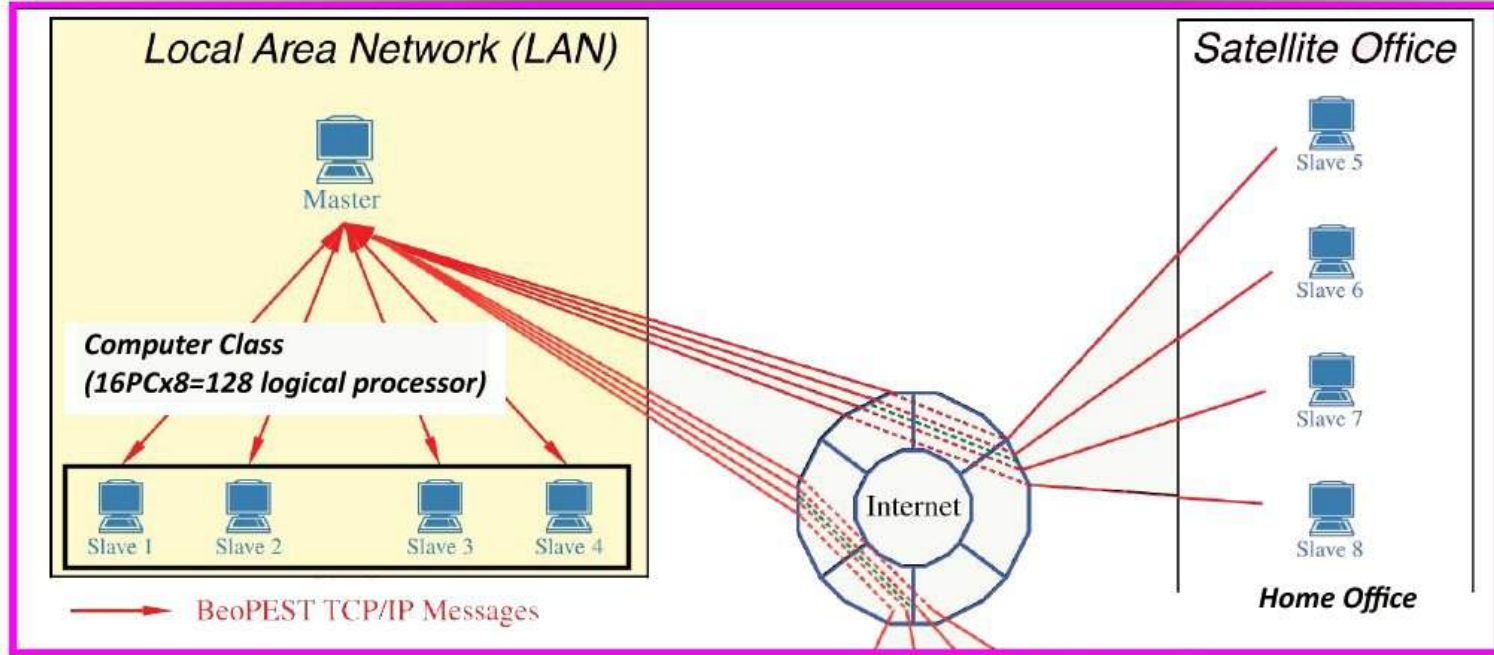 Local Area Network (LAN)
Master
Computer Class
(16PCx8=128 logical processor)
Slave 1
Slave 2
Slave 3
Slave 4
BeoPEST TCP/IP Messages
Internet
Satellite Office
Slave 5
Slave 6
Slave 7
Slave 8
Home Office